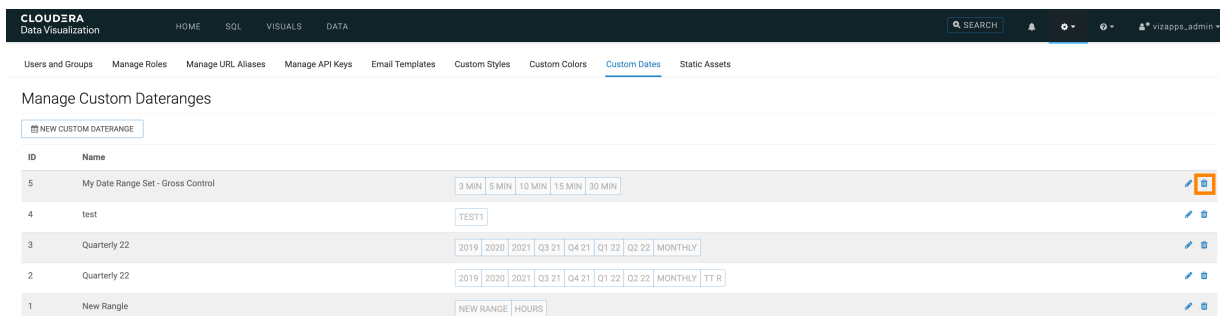 CLOUDERA
Data Visualization
HOME SQL VISUALS DATA SEARCH vizapps_admin
Users and Groups Manage Roles Manage URL Aliases Manage API Keys Email Templates Custom Styles Custom Colors Custom Dates Static Assets
Manage Custom Dateranges
NEW CUSTOM DATERANGE
ID Name
5 My Date Range Set - Gross Control 3 MIN 5 MIN 10 MIN 15 MIN 30 MIN
4 test TEST1
3 Quarterly 22 2019 2020 2021 Q3 21 Q4 21 Q1 22 Q2 22 MONTHLY
2 Quarterly 22 2019 2020 2021 Q3 21 Q4 21 Q1 22 Q2 22 MONTHLY TT R
1 New Rangle NEW RANGE HOURS